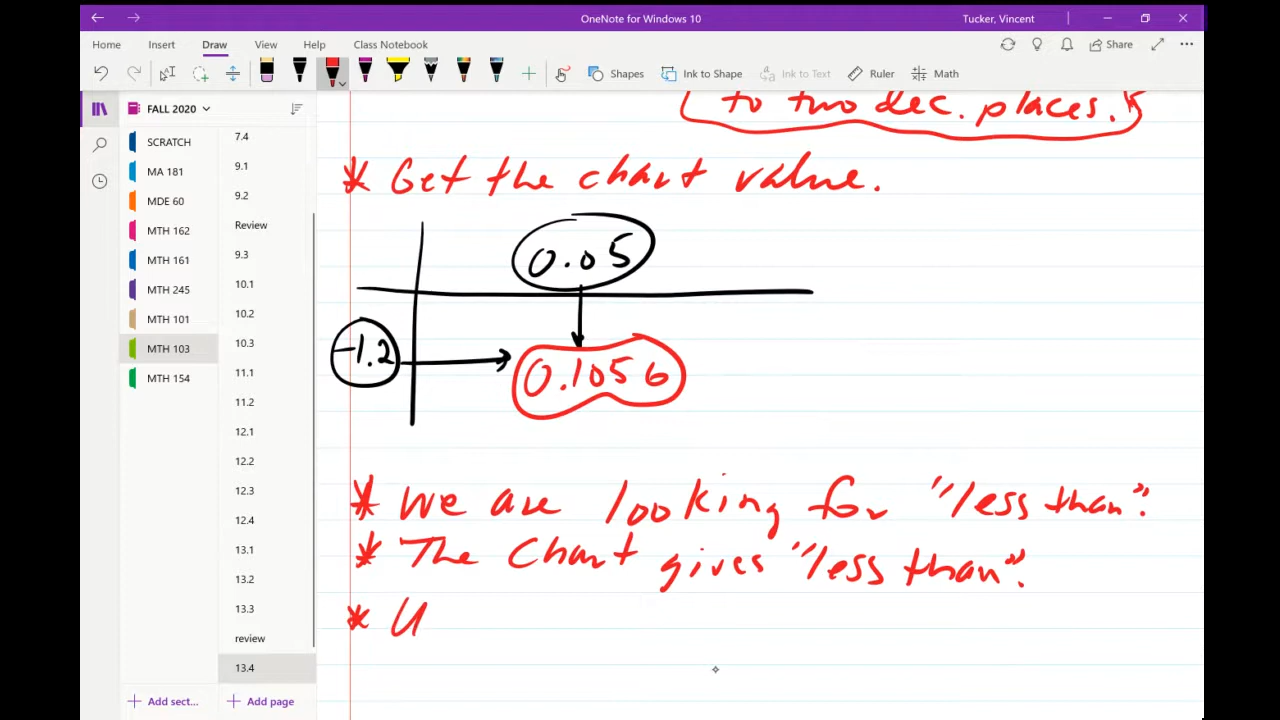 OneNote for Windows 10
Tucker, Vincent
Home Insert Draw View Help Class Notebook
Share
Shapes Ink to Shape Ink to Text Ruler Math
FALL 2020
SCRATCH
MA 181
MDE 60
MTH 162
MTH 161
MTH 245
MTH 101
MTH 103
MTH 154
Add sect...
7.4
9.1
9.2
Review
9.3
10.1
10.2
10.3
11.1
11.2
12.1
12.2
12.3
12.4
13.1
13.2
13.3
review
13.4
Add page
to two dec. places.
* Get the chart value.
0.05
-1.2
0.1056
* We are looking for "less than".
* The Chart gives "less than".
* U